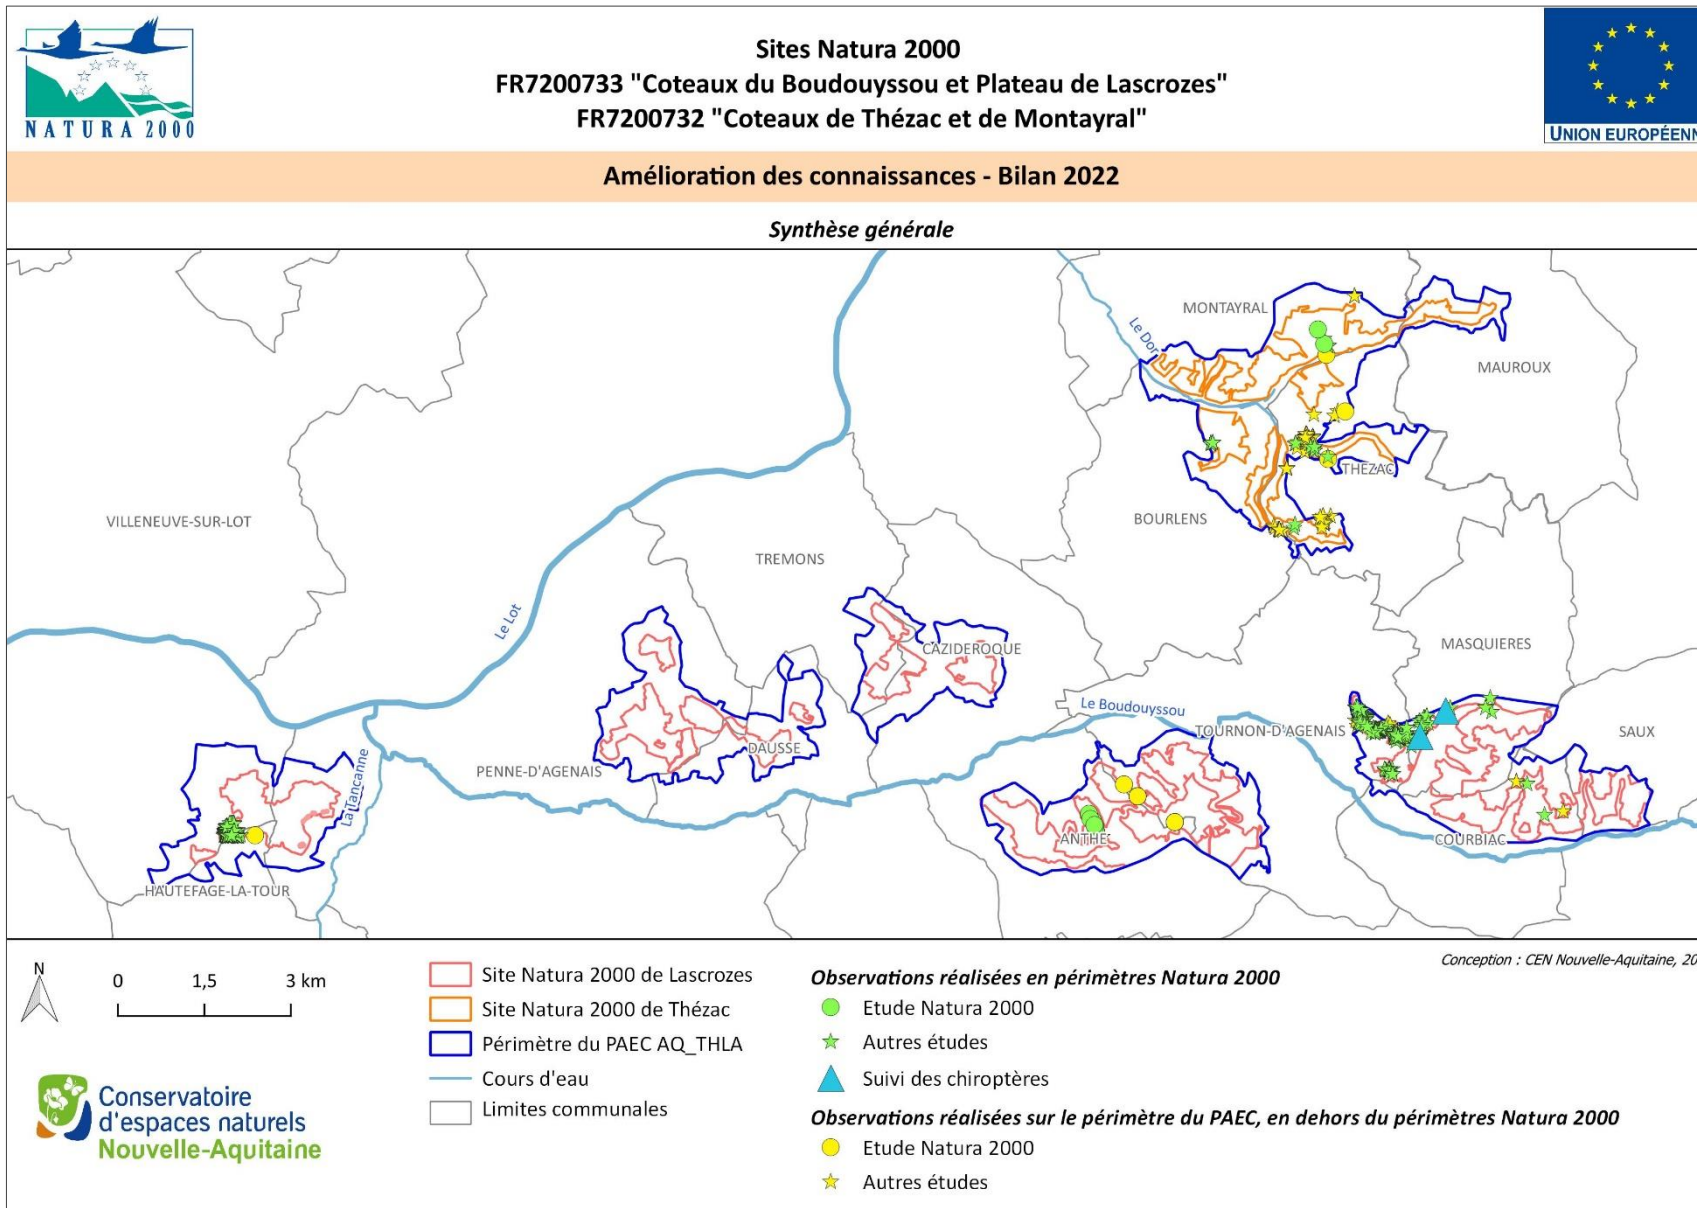 NATURA 2000
Sites Natura 2000
FR7200733 "Coteaux du Boudouyssou et Plateau de Lascrozes"
FR7200732 "Coteaux de Thézac et de Montayral"
UNION EUROPÉENN
Amélioration des connaissances - Bilan 2022
Synthèse générale
MONTAYRAL
Le Dor
MAUROUX
THEZAC
VILLENEUVE-SUR-LOT
BOURLENS
TREMONS
Le Lot
CAZIDEROQUE
MASQUIERES
Le Boudouyssou
TOURNON-D'AGENAIS
SAUX
DAUSSE
PENNE-D'AGENAIS
La Tancanne
ANTHE
COURBIAC
HAUTEFAGE-LA-TOUR
Conception : CEN Nouvelle-Aquitaine, 20
N
0 1,5 3 km
Site Natura 2000 de Lascrozes
Site Natura 2000 de Thézac
Périmètre du PAEC AQ_THLA
Cours d'eau
Limites communales
Observations réalisées en périmètres Natura 2000
Etude Natura 2000
Autres études
Suivi des chiroptères
Observations réalisées sur le périmètre du PAEC, en dehors du périmètres Natura 2000
Etude Natura 2000
Autres études
Conservatoire
d'espaces naturels
Nouvelle-Aquitaine